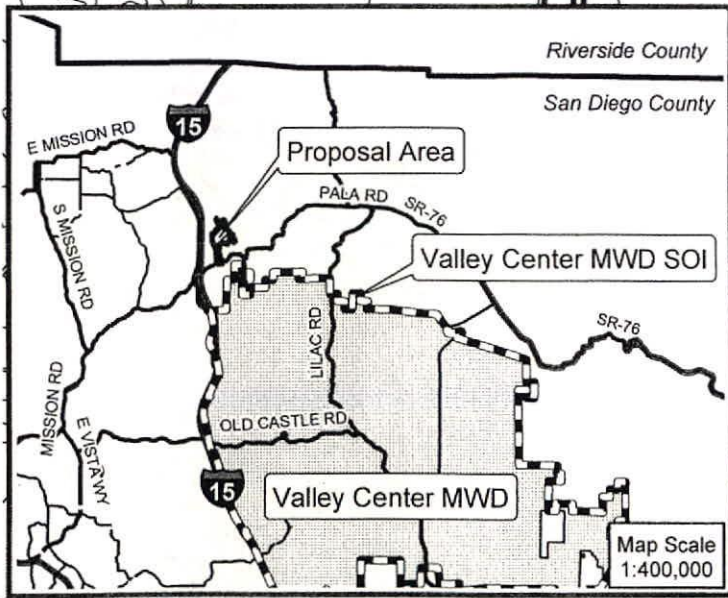 Riverside County
San Diego County
15
E MISSION RD
Proposal Area
PALA RD
SR-76
S MISSION RD
Valley Center MWD SOI
LILAC RD
SR-76
MISSION RD
E VISTA WY
OLD CASTLE RD
15
Valley Center MWD
Map Scale
1:400,000